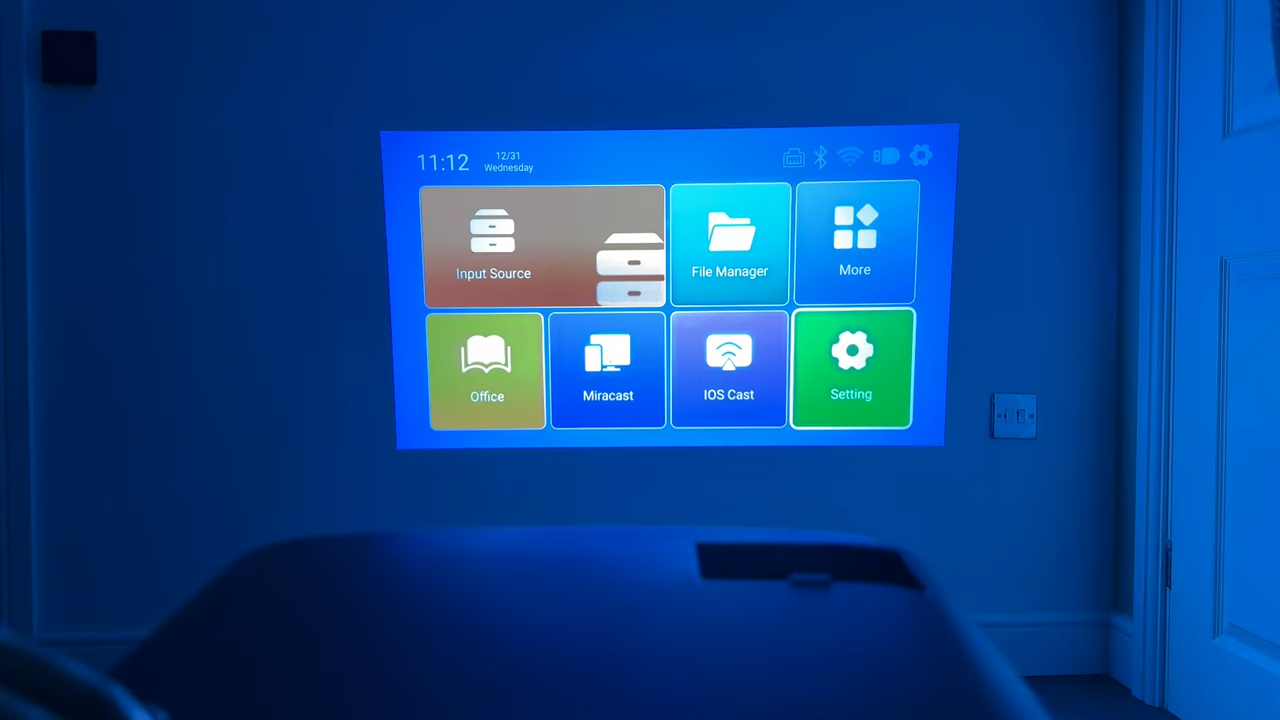 11:12
12/31
Wednesday
Input Source
File Manager
More
Office
Miracast
IOS Cast
Setting